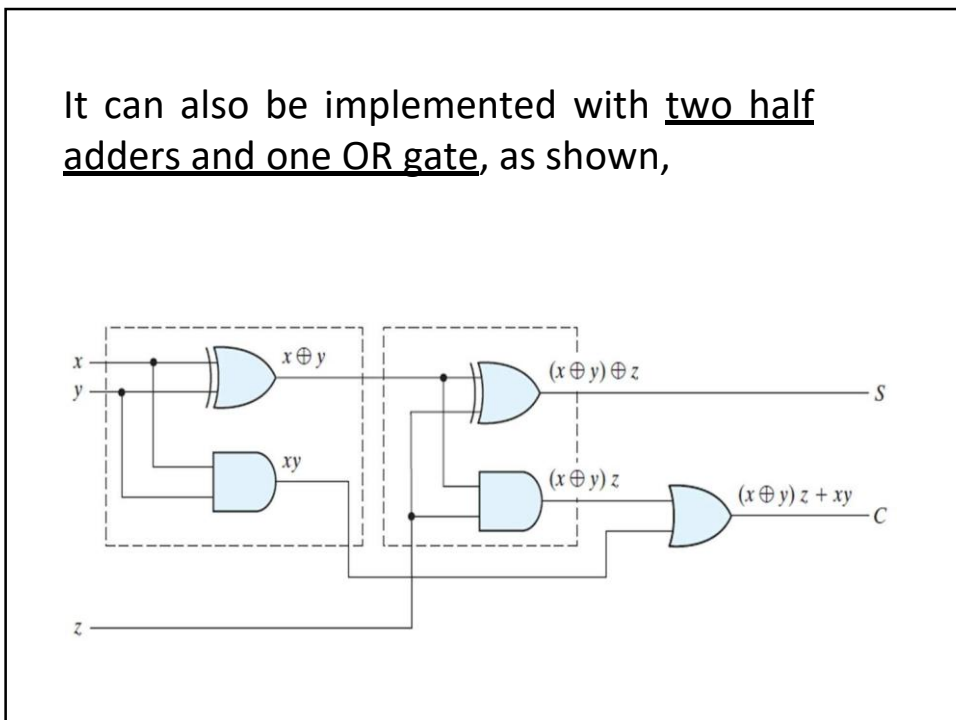 It can also be implemented with two half
adders and one OR gate, as shown,
x
y
x ⊕ y
xy
(x ⊕ y) ⊕ z
S
(x ⊕ y) z
(x ⊕ y) z + xy
C
z